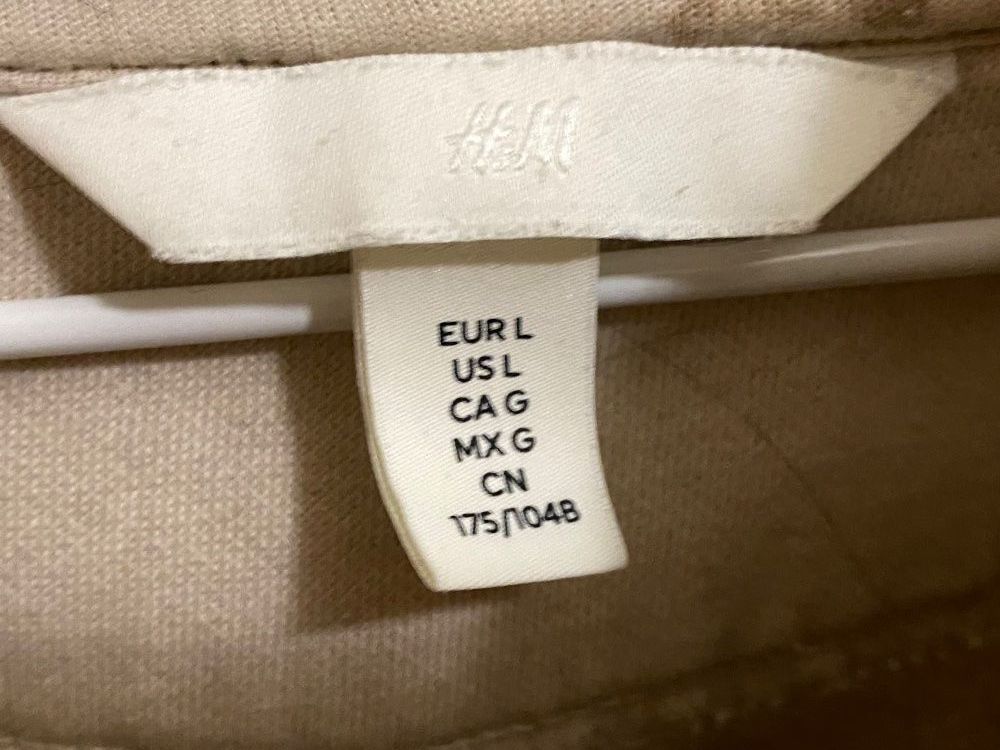 H&M
EUR L
US L
CA G
MX G
CN
175/104B